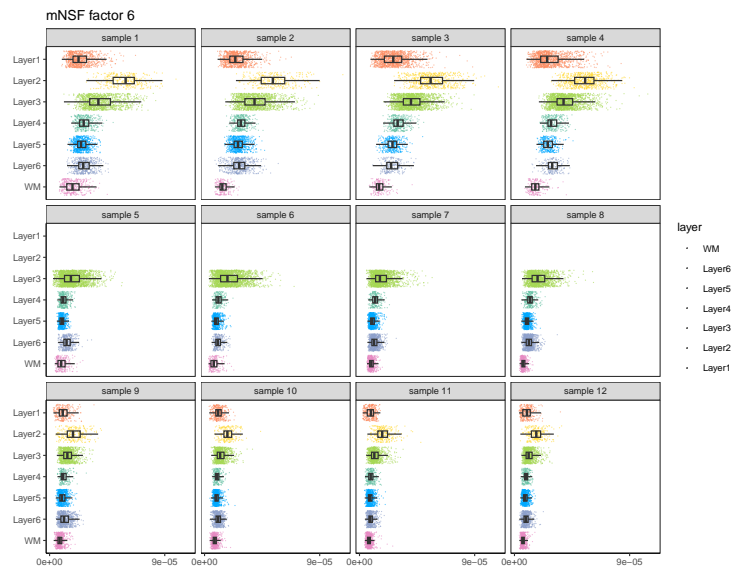 mNSF factor 6
sample 1
sample 2
sample 3
sample 4
Layer1
Layer2
Layer3
Layer4
Layer5
Layer6
WM
sample 5
sample 6
sample 7
sample 8
Layer1
Layer2
Layer3
Layer4
Layer5
Layer6
WM
sample 9
sample 10
sample 11
sample 12
Layer1
Layer2
Layer3
Layer4
Layer5
Layer6
WM
0e+00
9e-05
0e+00
9e-05
0e+00
9e-05
0e+00
9e-05
layer
WM
Layer6
Layer5
Layer4
Layer3
Layer2
Layer1